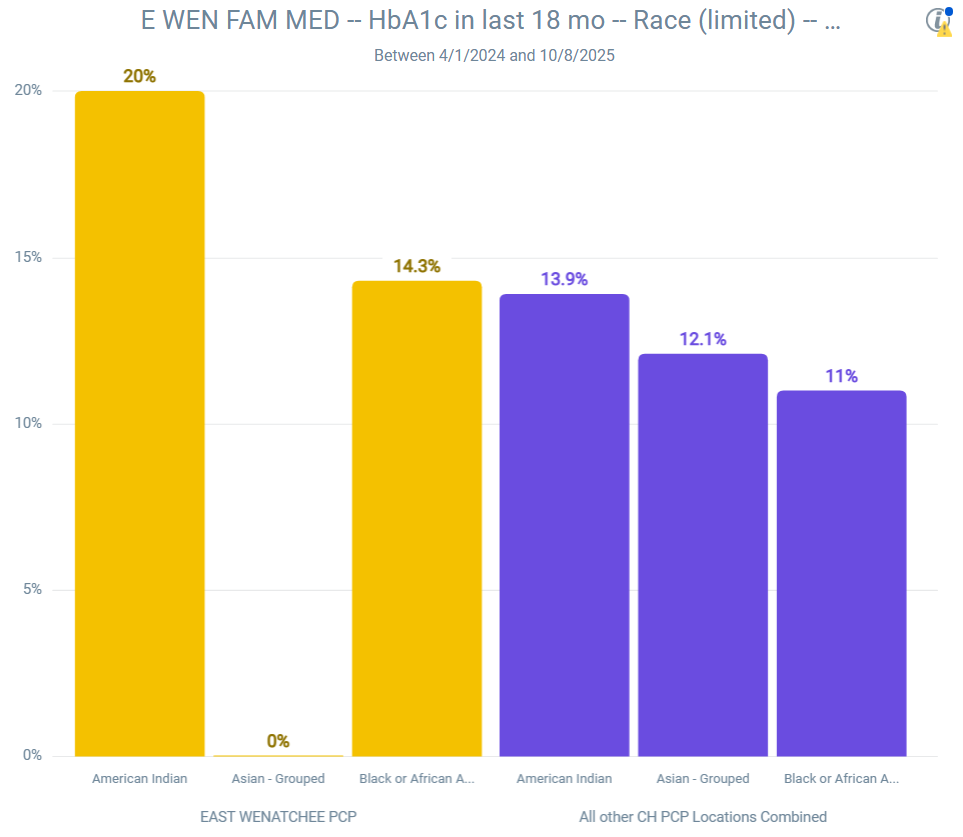 E WEN FAM MED -- HbA1c in last 18 mo -- Race (limited) -- ...
Between 4/1/2024 and 10/8/2025
20%
15%
10%
5%
0%
20%
0%
14.3%
13.9%
12.1%
11%
American Indian
Asian - Grouped
Black or African A...
American Indian
Asian - Grouped
Black or African A...
EAST WENATCHEE PCP
All other CH PCP Locations Combined